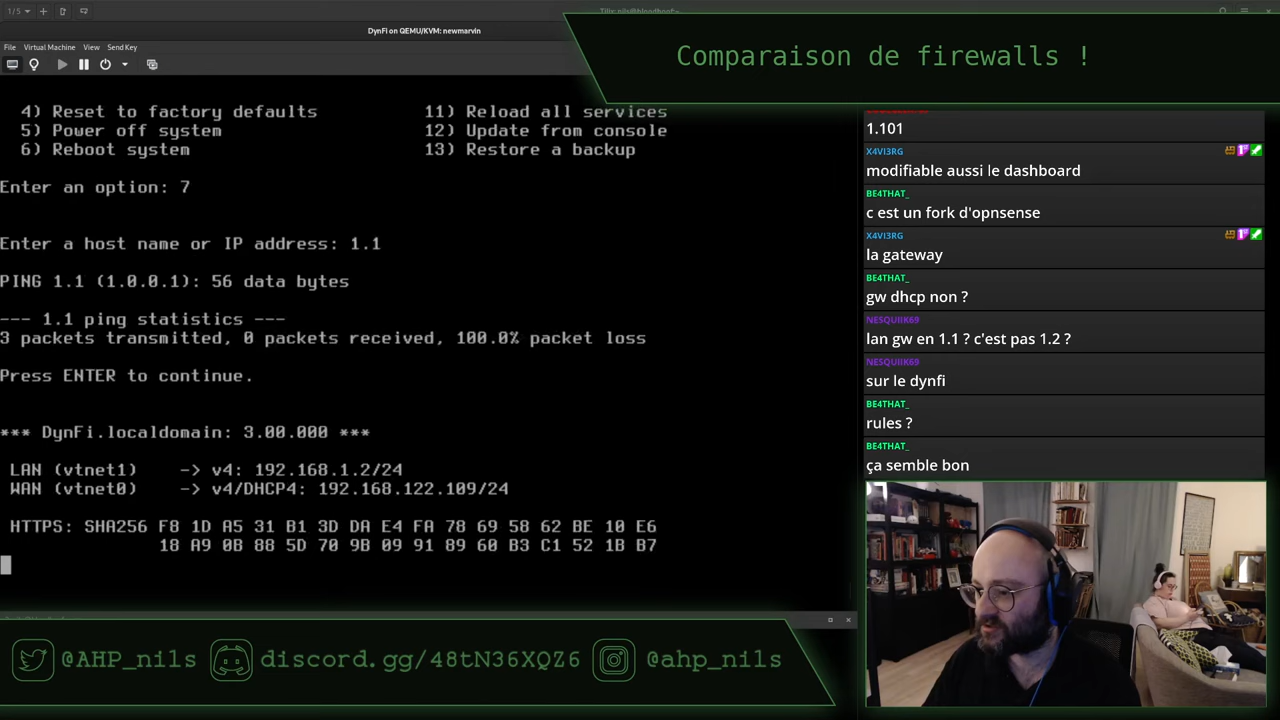 1/5
Tilix: nils@bloodhoof:~
DynFi on QEMU/KVM: newmarvin
File Virtual Machine View Send Key
Comparaison de firewalls !
4) Reset to factory defaults 11) Reload all services
5) Power off system 12) Update from console
6) Reboot system 13) Restore a backup
Enter an option: 7
Enter a host name or IP address: 1.1
PING 1.1 (1.0.0.1): 56 data bytes
--- 1.1 ping statistics ---
3 packets transmitted, 0 packets received, 100.0% packet loss
Press ENTER to continue.
*** DynFi.localdomain: 3.00.000 ***
LAN (vtnet1) -> v4: 192.168.1.2/24
WAN (vtnet0) -> v4/DHCP4: 192.168.122.109/24
HTTPS: SHA256 F8 1D A5 31 B1 3D DA E4 FA 78 69 58 62 BE 10 E6
18 A9 0B 88 5D 70 9B 09 91 89 60 B3 C1 52 1B B7
1.101
X4VI3RG
modifiable aussi le dashboard
BE4THAT_
c est un fork d'opnsense
X4VI3RG
la gateway
BE4THAT_
gw dhcp non ?
NESQUIIK69
lan gw en 1.1 ? c'est pas 1.2 ?
NESQUIIK69
sur le dynfi
BE4THAT_
rules ?
BE4THAT_
ça semble bon
@AHP_nils discord.gg/48tN36XQZ6 @ahp_nils